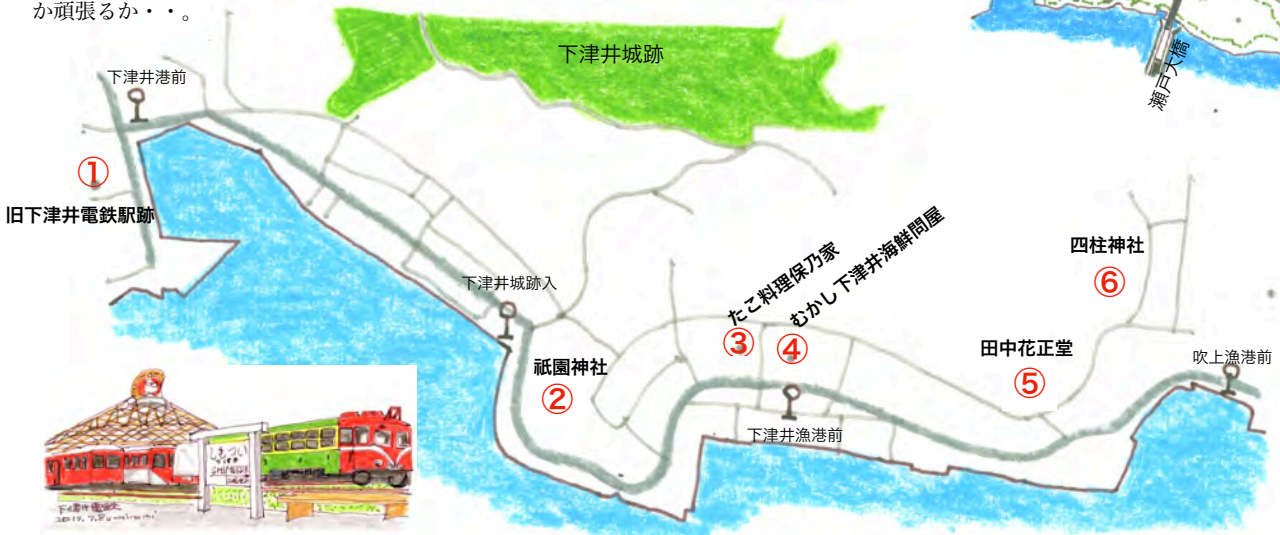 か頑張るか・・。
瀬戸大橋
下津井城跡
下津井港前
①
旧下津井電鉄駅跡
下津井城跡入
祇園神社
②
たこ料理保乃家
③
むかし下津井海鮮問屋
④
下津井漁港前
田中花正堂
⑤
四柱神社
⑥
吹上漁港前
しもつい